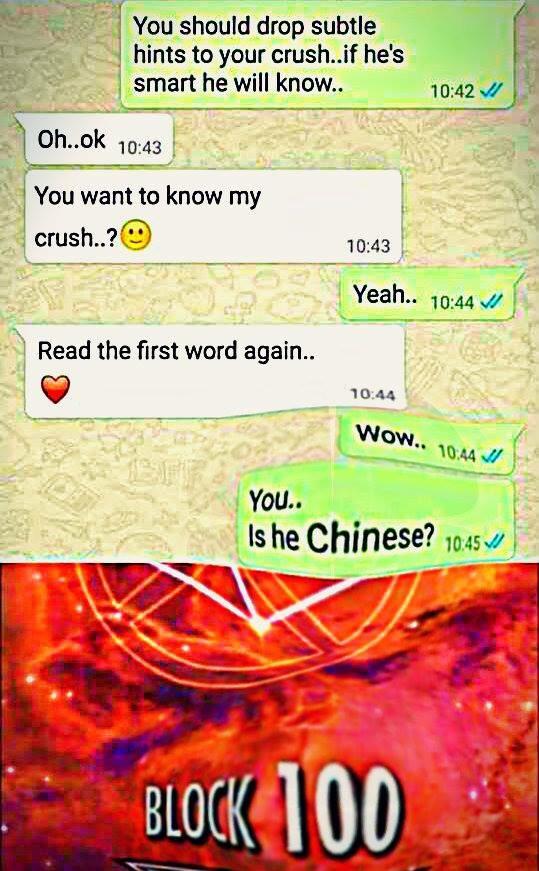 You should drop subtle
hints to your crush..if he's
smart he will know..
10:42
Oh..ok 10:43
You want to know my
crush..?🙂
10:43
Yeah.. 10:44
Read the first word again..
❤️
10:44
Wow.. 10:44
You..
Is he Chinese? 10:45
BLOCK 100